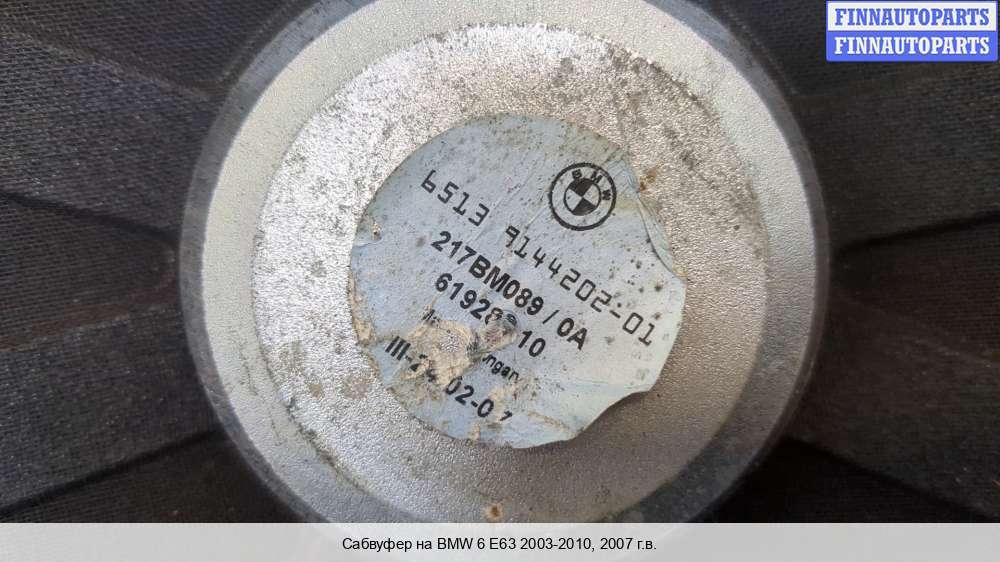 FINNAUTOPARTS
FINNAUTOPARTS
BMW
6513 9144202-01
217BM089 / 0A
Сабвуфер на BMW 6 E63 2003-2010, 2007 г.в.